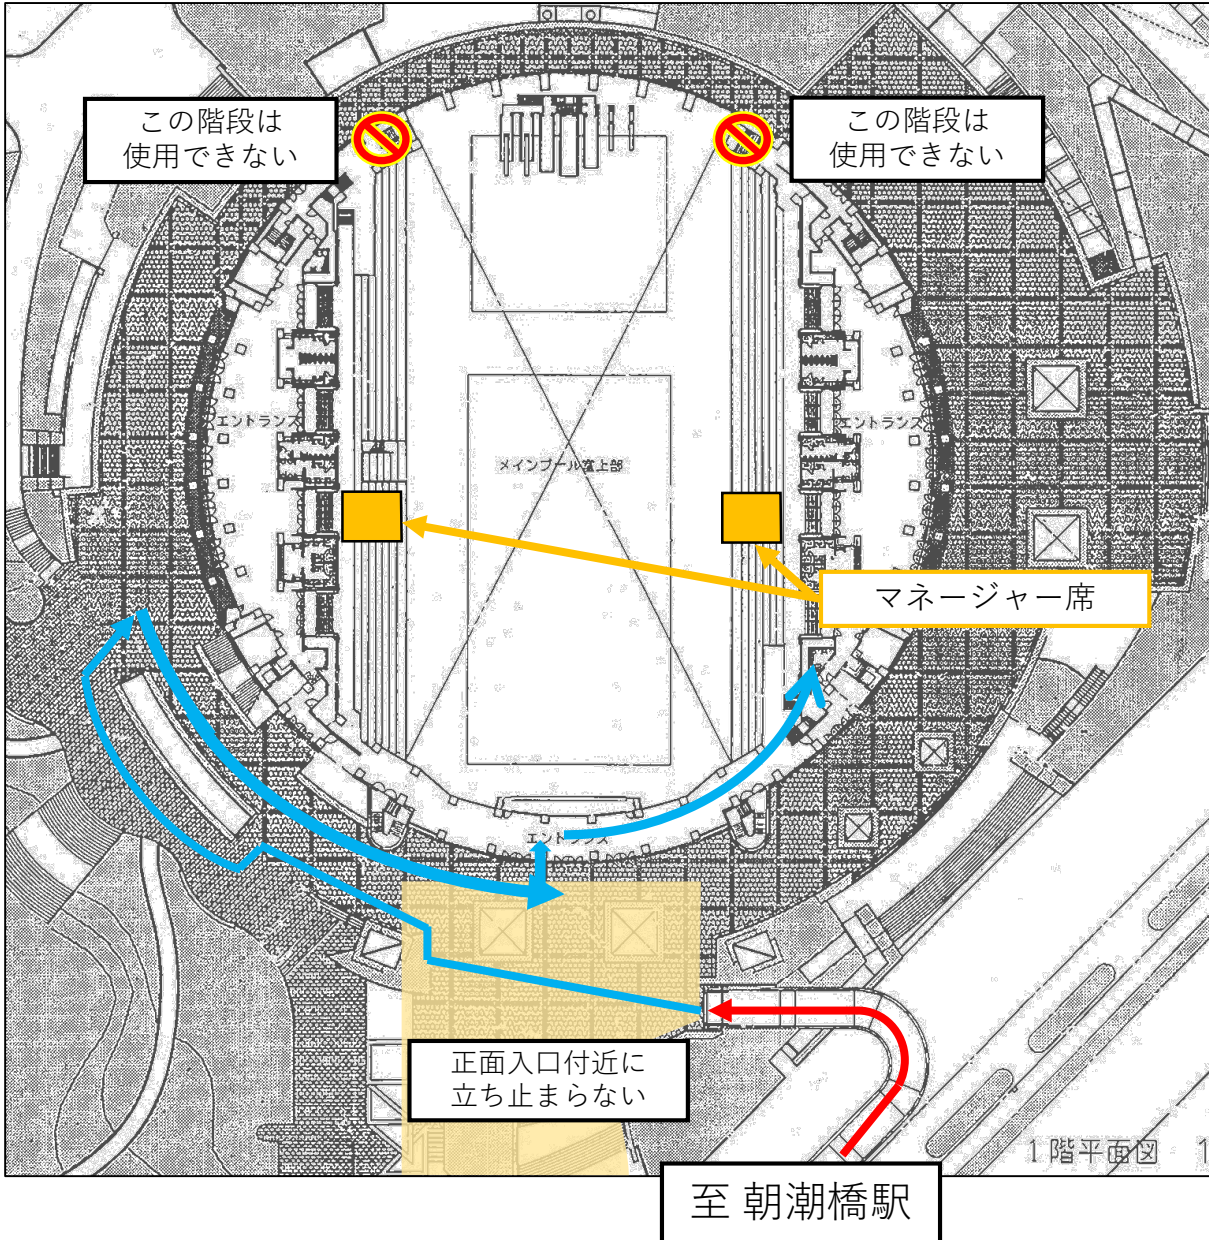 この階段は
使用できない
この階段は
使用できない
エントランス
エントランス
メインプール室上部
マネージャー席
エントランス
正面入口付近に
立ち止まらない
1階平面図 1
至 朝潮橋駅